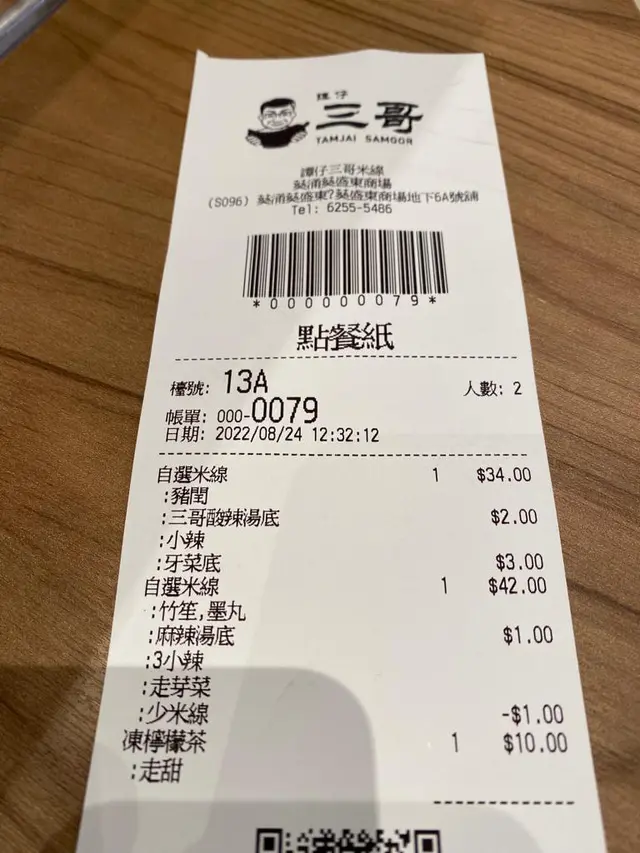 譚仔
三哥
TAMJAI SAMGOR
譚仔三哥米線
葵涌葵盛東商場
(S096) 葵涌葵盛東?葵盛東商場地下6A號舖
Tel: 6255-5486
*000000079*
點餐紙
檯號: 13A 人數: 2
帳單: 000-0079
日期: 2022/08/24 12:32:12
自選米線 1 $34.00
:豬閏
:三哥酸辣湯底 $2.00
:小辣
:牙菜底 $3.00
自選米線 1 $42.00
:竹笙,墨丸
:麻辣湯底 $1.00
:3小辣
:走芽菜
:少米線 -$1.00
凍檸檬茶 1 $10.00
:走甜